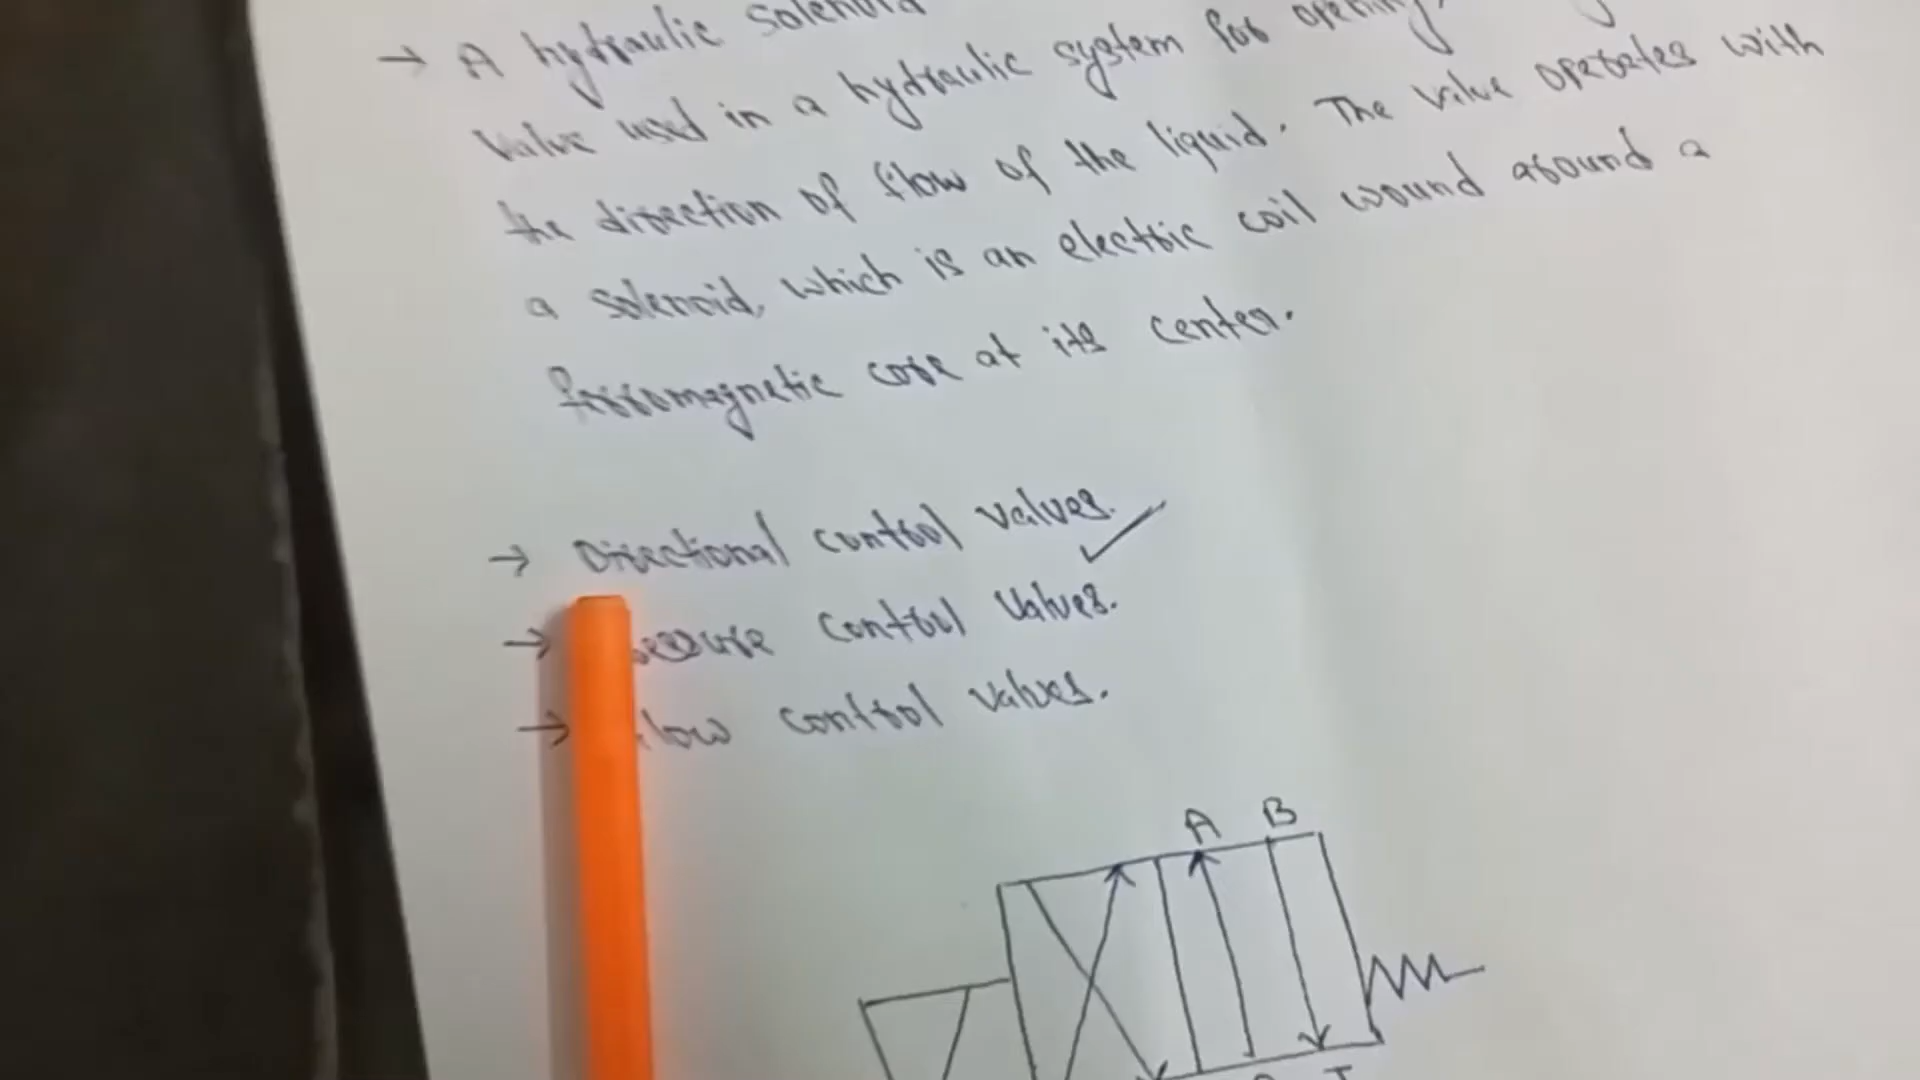 → A hydraulic solenoid
valve used in a hydraulic system for opening,
the direction of flow of the liquid. The valve operates with
a solenoid, which is an electric coil wound around a
ferromagnetic core at its center.
→ Directional control valves. ✓
→ control valves.
→ control valves.
A B
T